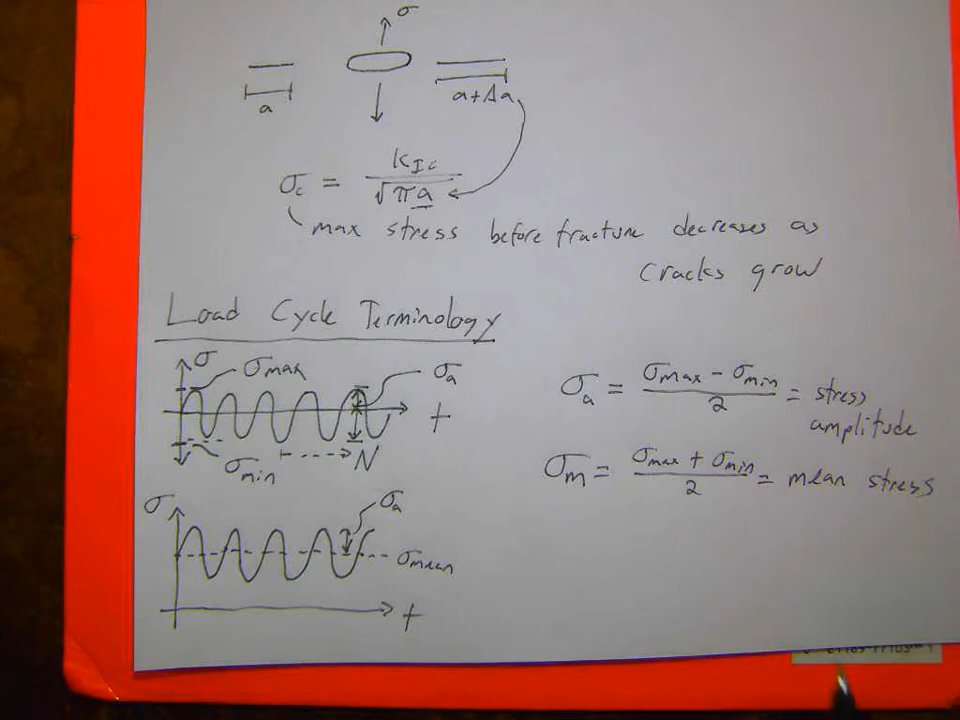 σ
a
a+Δa
σc = KIc / √πa
max stress before fracture decreases as
cracks grow
Load Cycle Terminology
σ
σmax
σa
t
σmin
N
σa = (σmax - σmin) / 2 = stress
amplitude
σm = (σmax + σmin) / 2 = mean stress
σ
σa
σmean
t